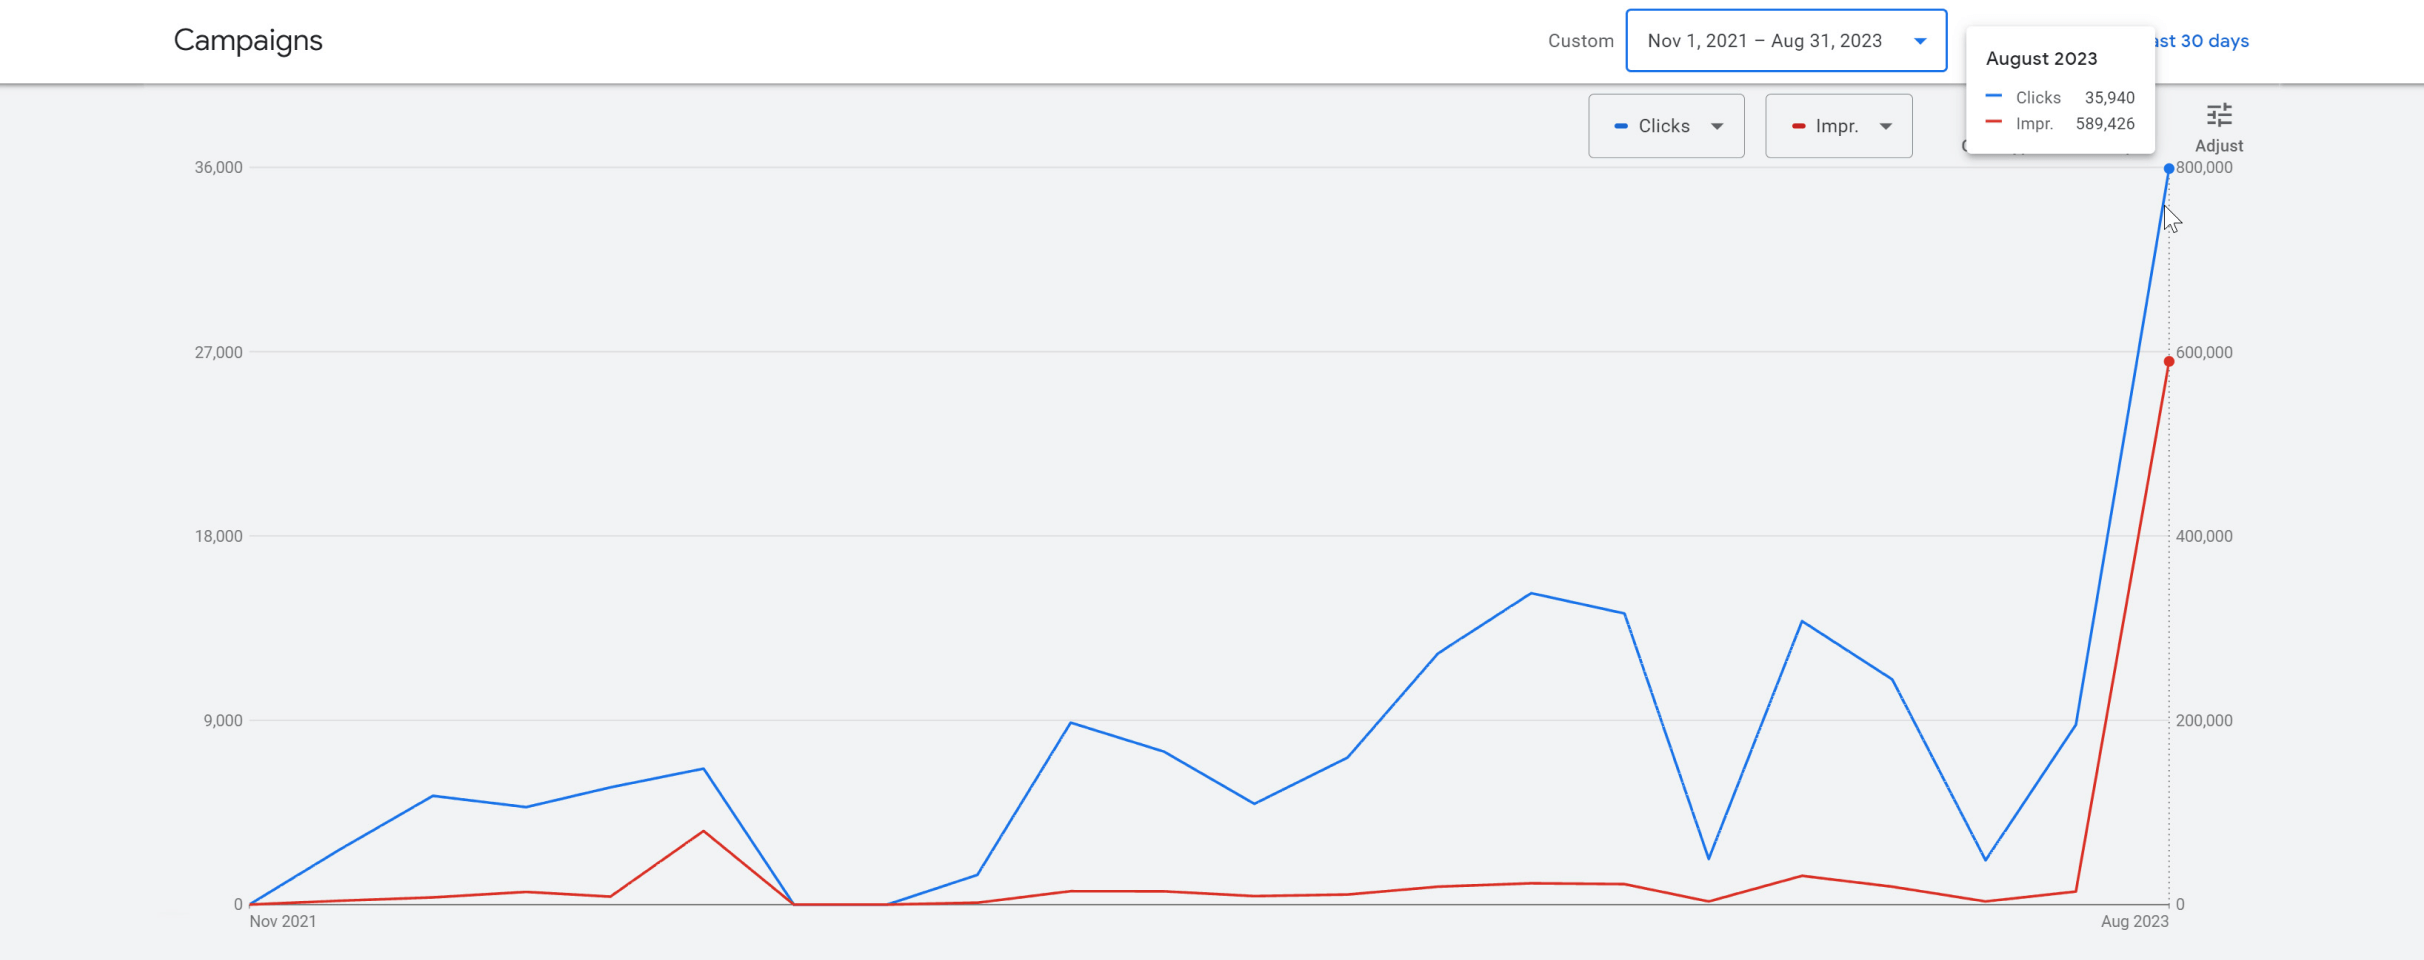 Campaigns
Custom
Nov 1, 2021 – Aug 31, 2023
ast 30 days
August 2023
Clicks 35,940
Impr. 589,426
Clicks
Impr.
Adjust
36,000
800,000
27,000
600,000
18,000
400,000
9,000
200,000
0
0
Nov 2021
Aug 2023